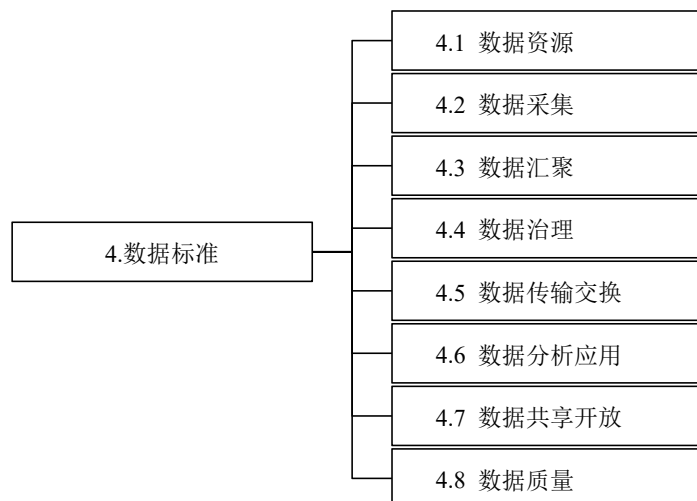 4.1 数据资源
4.2 数据采集
4.3 数据汇聚
4.4 数据治理
4.数据标准
4.5 数据传输交换
4.6 数据分析应用
4.7 数据共享开放
4.8 数据质量